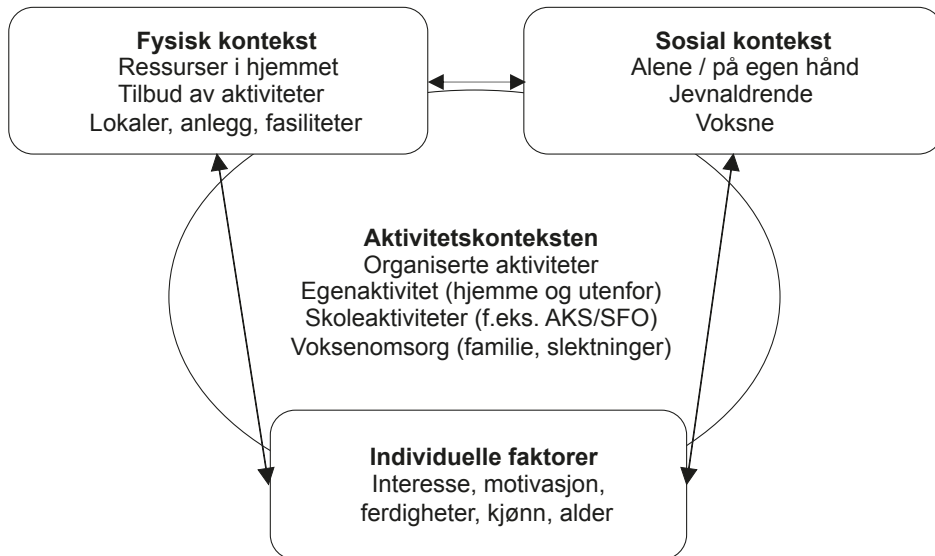 Fysisk kontekst
Ressurser i hjemmet
Tilbud av aktiviteter
Lokaler, anlegg, fasiliteter
Sosial kontekst
Alene / på egen hånd
Jevnaldrende
Voksne
Aktivitetskonteksten
Organiserte aktiviteter
Egenaktivitet (hjemme og utenfor)
Skoleaktiviteter (f.eks. AKS/SFO)
Voksenomsorg (familie, slektninger)
Individuelle faktorer
Interesse, motivasjon,
ferdigheter, kjønn, alder